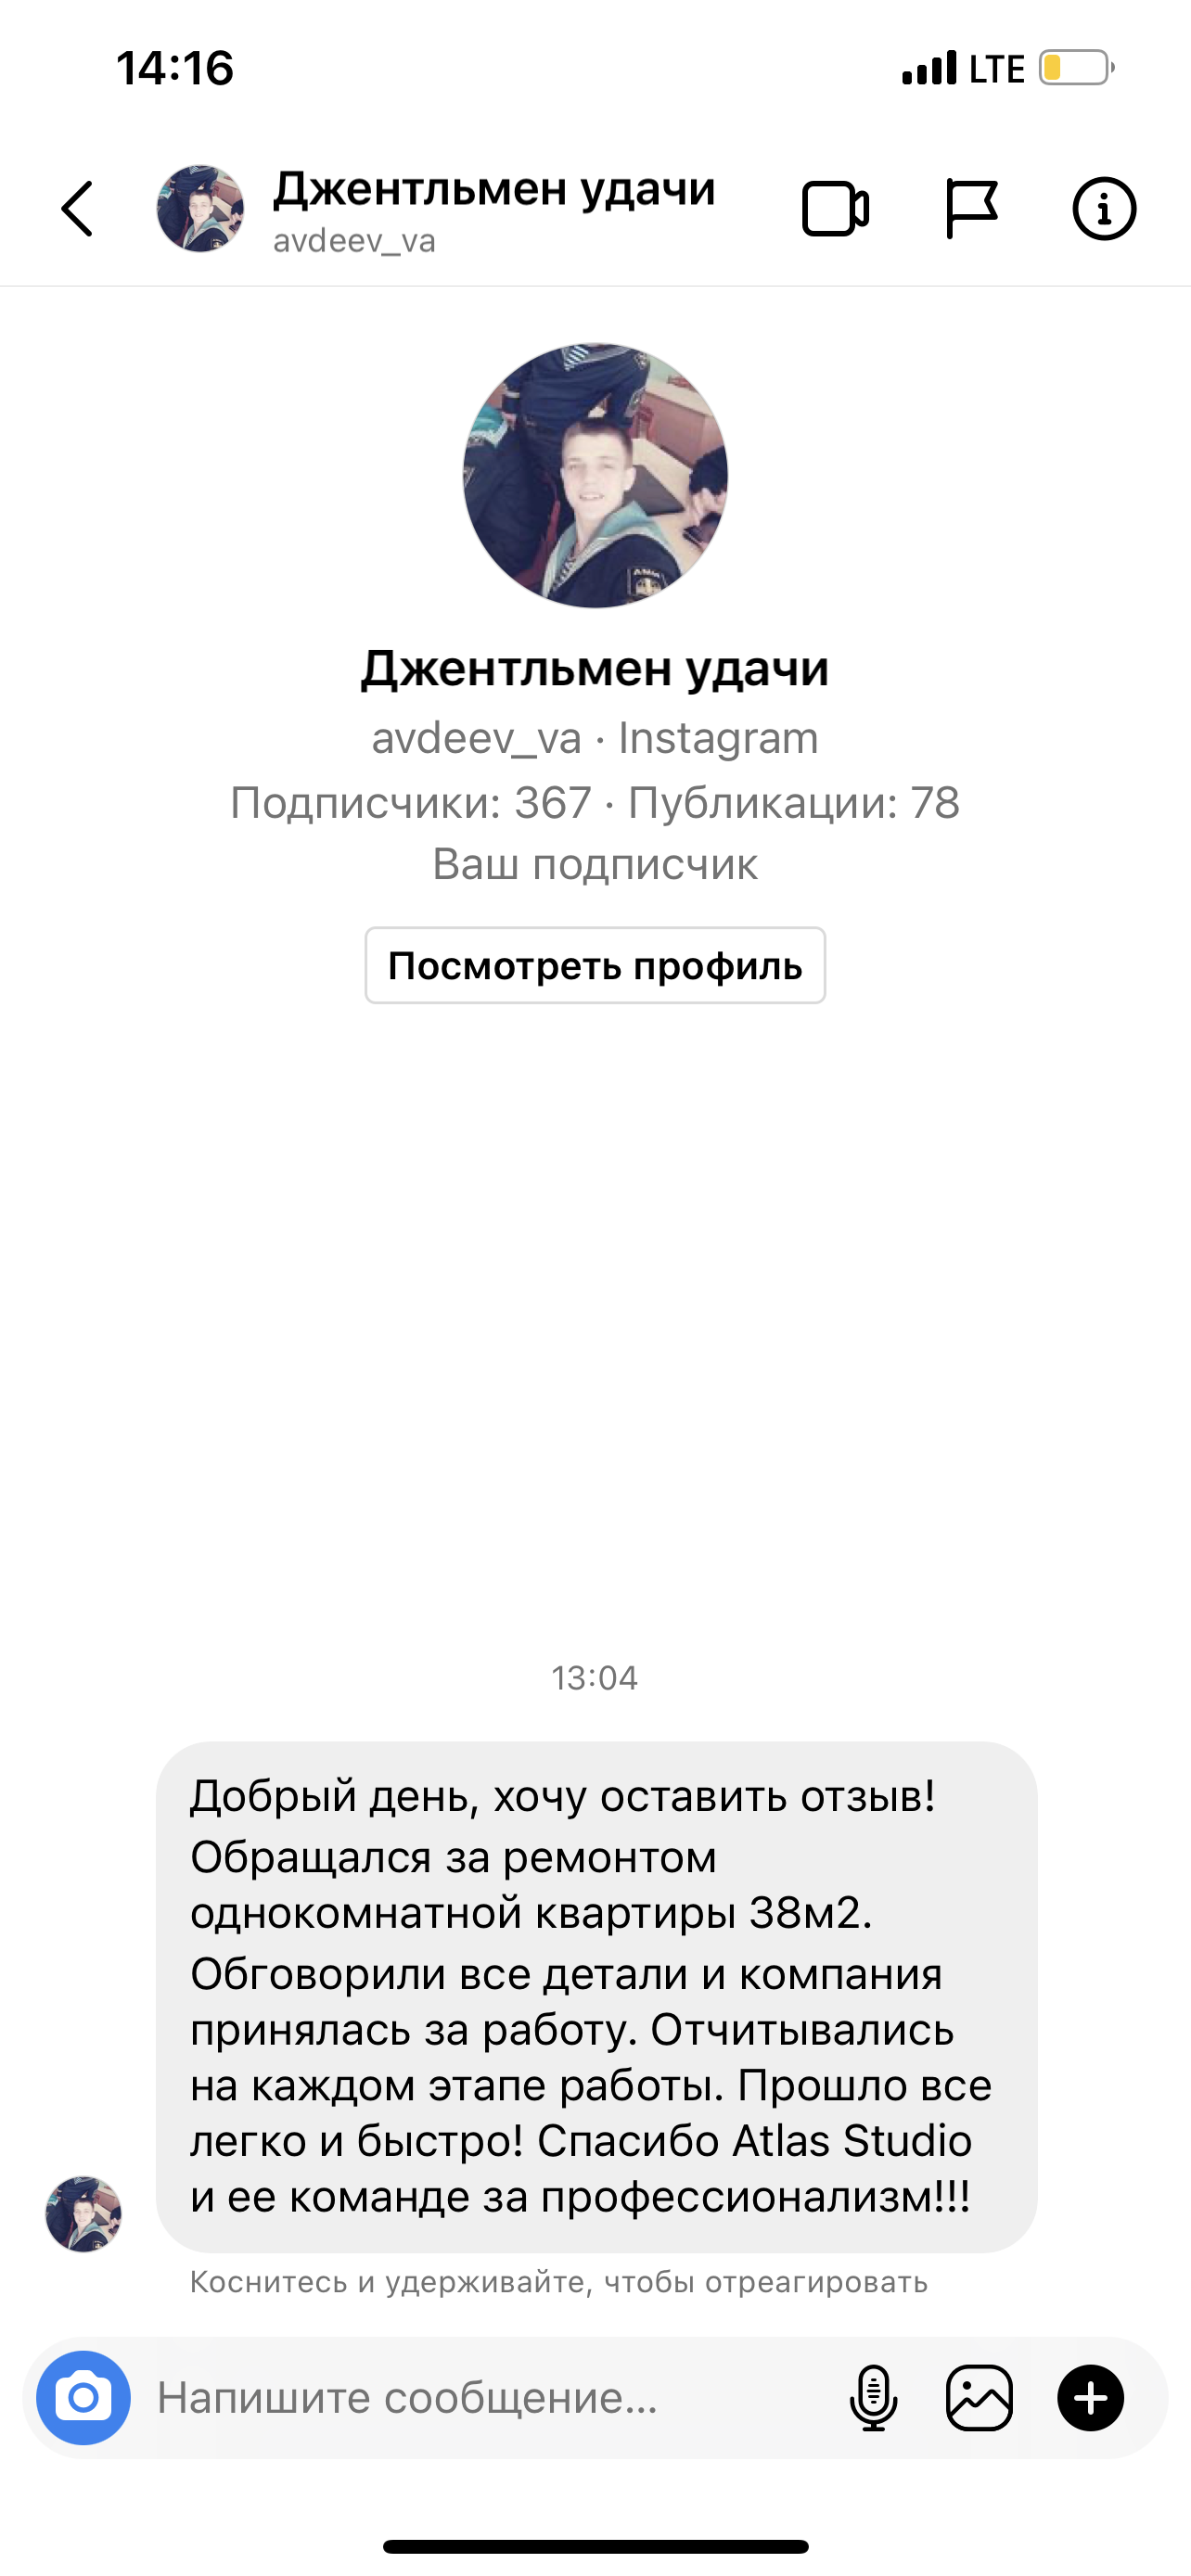 14:16
LTE
Джентльмен удачи
avdeev_va
Джентльмен удачи
avdeev_va · Instagram
Подписчики: 367 · Публикации: 78
Ваш подписчик
Посмотреть профиль
13:04
Добрый день, хочу оставить отзыв!
Обращался за ремонтом
однокомнатной квартиры 38м2.
Обговорили все детали и компания
принялась за работу. Отчитывались
на каждом этапе работы. Прошло все
легко и быстро! Спасибо Atlas Studio
и ее команде за профессионализм!!!
Коснитесь и удерживайте, чтобы отреагировать
Напишите сообщение...